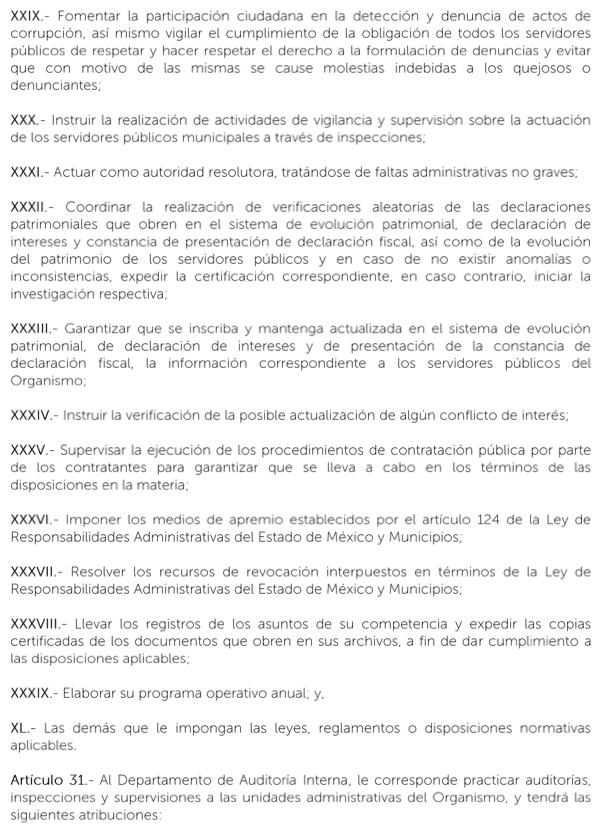 XXIX.- Fomentar la participación ciudadana en la detección y denuncia de actos de
corrupción, así mismo vigilar el cumplimiento de la obligación de todos los servidores
públicos de respetar y hacer respetar el derecho a la formulación de denuncias y evitar
que con motivo de las mismas se cause molestias indebidas a los quejosos o
denunciantes;
XXX.- Instruir la realización de actividades de vigilancia y supervisión sobre la actuación
de los servidores públicos municipales a través de inspecciones;
XXXI.- Actuar como autoridad resolutora, tratándose de faltas administrativas no graves;
XXXII.- Coordinar la realización de verificaciones aleatorias de las declaraciones
patrimoniales que obren en el sistema de evolución patrimonial, de declaración de
intereses y constancia de presentación de declaración fiscal, así como de la evolución
del patrimonio de los servidores públicos y en caso de no existir anomalías o
inconsistencias, expedir la certificación correspondiente, en caso contrario, iniciar la
investigación respectiva;
XXXIII.- Garantizar que se inscriba y mantenga actualizada en el sistema de evolución
patrimonial, de declaración de intereses y de presentación de la constancia de
declaración fiscal, la información correspondiente a los servidores públicos del
Organismo;
XXXIV.- Instruir la verificación de la posible actualización de algún conflicto de interés;
XXXV.- Supervisar la ejecución de los procedimientos de contratación pública por parte
de los contratantes para garantizar que se lleva a cabo en los términos de las
disposiciones en la materia;
XXXVI.- Imponer los medios de apremio establecidos por el artículo 124 de la Ley de
Responsabilidades Administrativas del Estado de México y Municipios;
XXXVII.- Resolver los recursos de revocación interpuestos en términos de la Ley de
Responsabilidades Administrativas del Estado de México y Municipios;
XXXVIII.- Llevar los registros de los asuntos de su competencia y expedir las copias
certificadas de los documentos que obren en sus archivos, a fin de dar cumplimiento a
las disposiciones aplicables;
XXXIX.- Elaborar su programa operativo anual; y,
XL.- Las demás que le impongan las leyes, reglamentos o disposiciones normativas
aplicables.
Artículo 31.- Al Departamento de Auditoría Interna, le corresponde practicar auditorías,
inspecciones y supervisiones a las unidades administrativas del Organismo, y tendrá las
siguientes atribuciones: